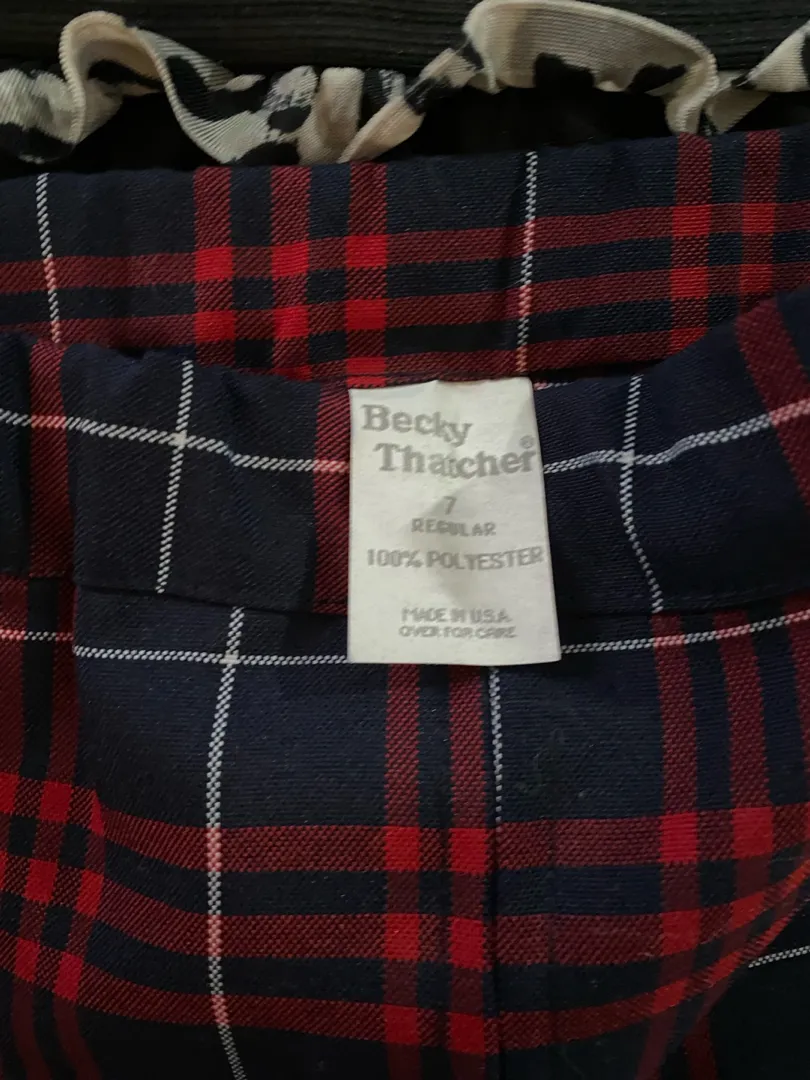 Becky
Thatcher®
7
REGULAR
100% POLYESTER
MADE IN U.S.A.
OVER FOR CARE